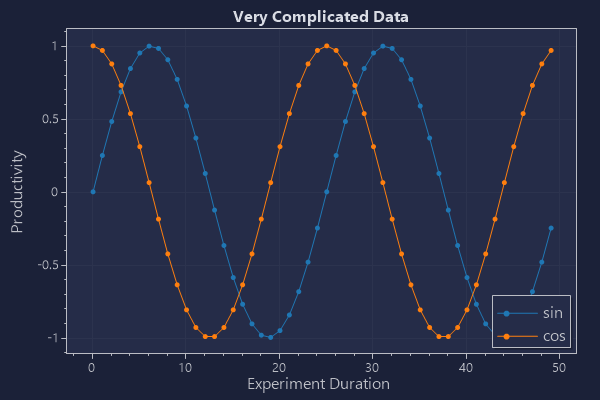 Very Complicated Data
Productivity
1
0.5
0
-0.5
-1
0
10
20
30
40
50
Experiment Duration
sin
cos